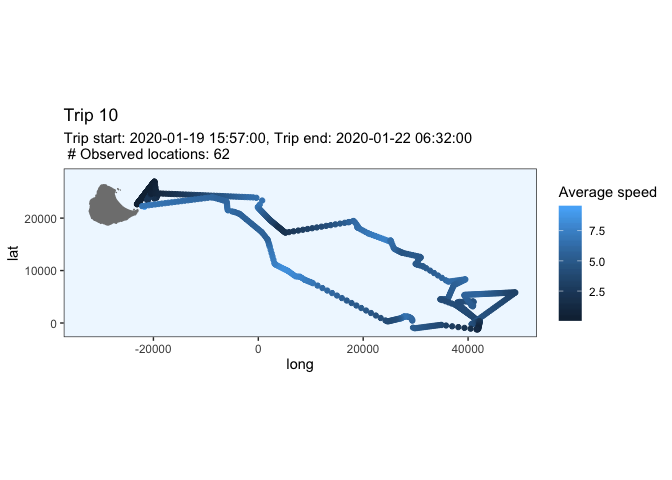 Trip 10
Trip start: 2020-01-19 15:57:00, Trip end: 2020-01-22 06:32:00
# Observed locations: 62
Average speed
7.5
5.0
2.5
20000
10000
0
lat
-20000 0 20000 40000
long